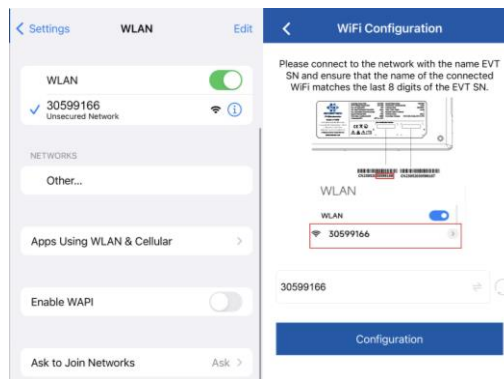 Settings
WLAN
Edit
WLAN
30599166
Unsecured Network
NETWORKS
Other...
Apps Using WLAN & Cellular
Enable WAPI
Ask to Join Networks
Ask
WiFi Configuration
Please connect to the network with the name EVT
SN and ensure that the name of the connected
WiFi matches the last 8 digits of the EVT SN.
WLAN
WLAN
30599166
30599166
Configuration